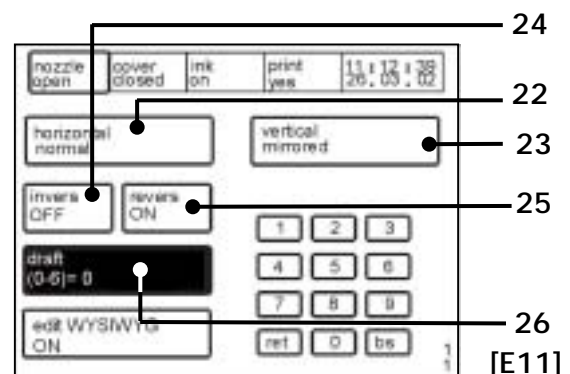 24
nozzle open cover closed ink on print yes 11:12:38 26.03.02
22
horizontal normal
vertical mirrored
23
invers OFF
revers ON
25
1 2 3
draft (0-6)= 0
4 5 6
7 8 9
edit WYSIWYG ON
26
ret 0 bs
1
1
[E11]